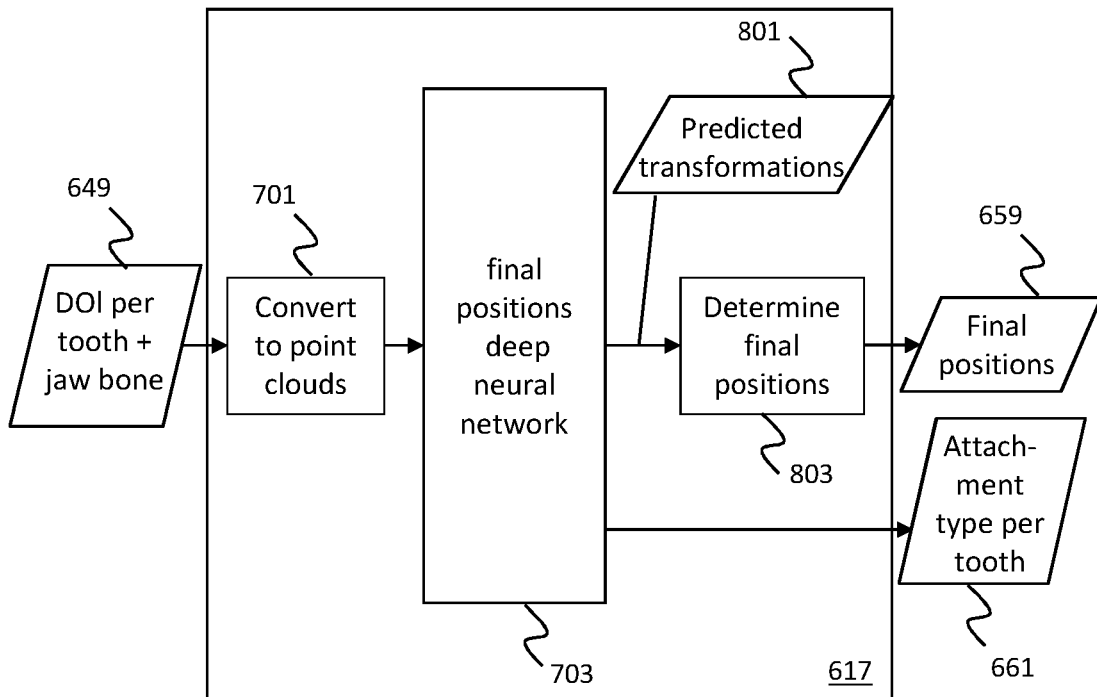 801
Predicted
transformations
649
701
659
DOI per
tooth +
jaw bone
Convert
to point
clouds
final
positions
deep
neural
network
Determine
final
positions
Final
positions
803
Attach-
ment
type per
tooth
703
617
661